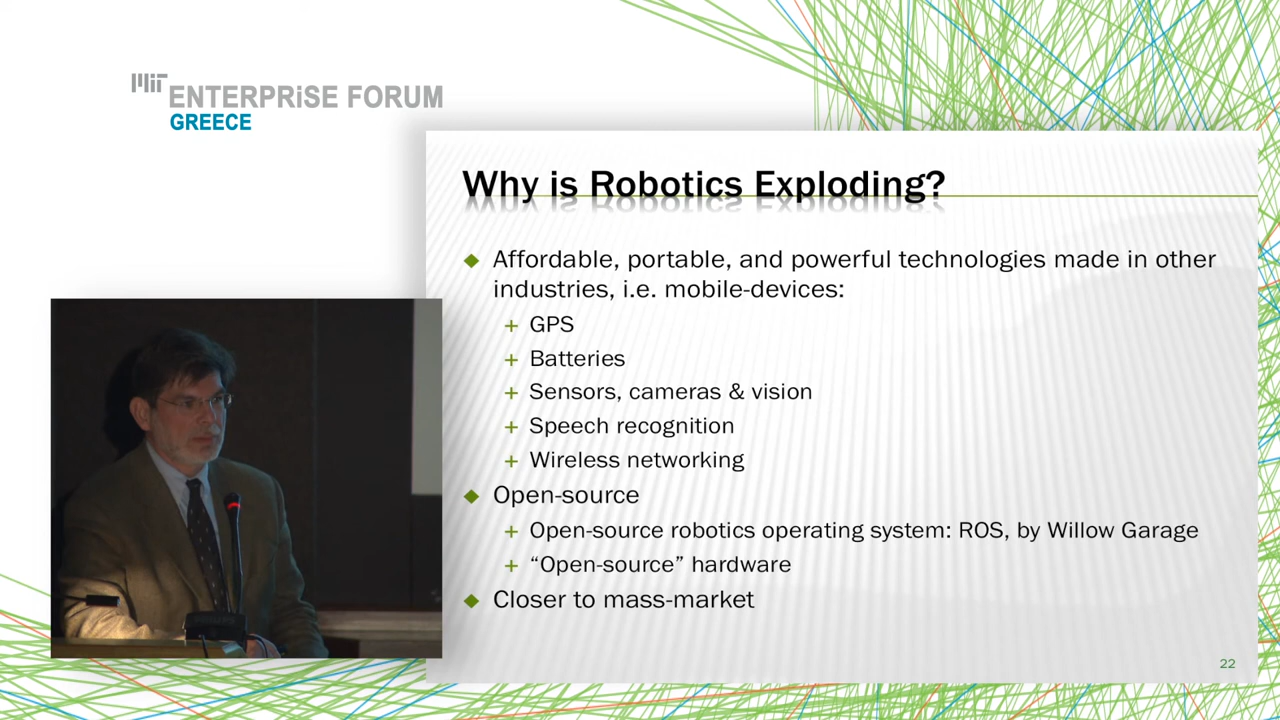 MIT
ENTERPRiSE FORUM
GREECE
Why is Robotics Exploding?
Affordable, portable, and powerful technologies made in other
industries, i.e. mobile-devices:
+ GPS
+ Batteries
+ Sensors, cameras & vision
+ Speech recognition
+ Wireless networking
Open-source
+ Open-source robotics operating system: ROS, by Willow Garage
+ “Open-source” hardware
Closer to mass-market
PHILIPS
22